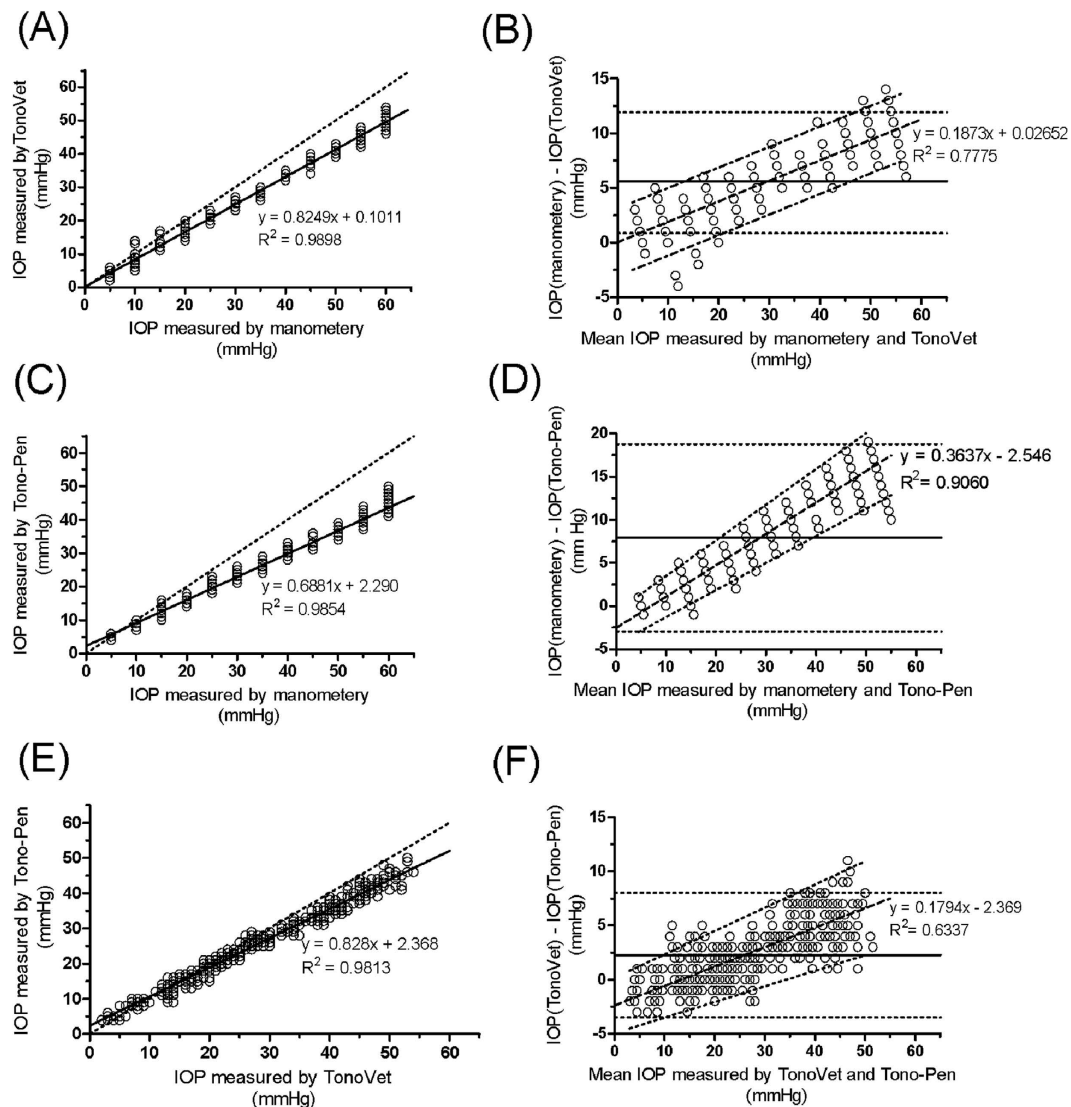 (A)
IOP measured byTonoVet
(mmHg)
60
50
40
30
20
10
0
y = 0.8249x + 0.1011
R² = 0.9898
0 10 20 30 40 50 60
IOP measured by manometery
(mmHg)
(B)
IOP(manometery) - IOP(TonoVet)
(mmHg)
15
10
5
0
-5
y = 0.1873x + 0.02652
R² = 0.7775
0 10 20 30 40 50 60
Mean IOP measured by manometery and TonoVet
(mmHg)
(C)
IOP measured by Tono-Pen
(mmHg)
60
50
40
30
20
10
0
y = 0.6881x + 2.290
R² = 0.9854
0 10 20 30 40 50 60
IOP measured by manometery
(mmHg)
(D)
IOP(manometery) - IOP(Tono-Pen)
(mm Hg)
20
15
10
5
0
-5
y = 0.3637x - 2.546
R² = 0.9060
0 10 20 30 40 50 60
Mean IOP measured by manometery and Tono-Pen
(mmHg)
(E)
IOP measured by Tono-Pen
(mmHg)
60
50
40
30
20
10
0
y = 0.828x + 2.368
R² = 0.9813
0 10 20 30 40 50 60
IOP measured by TonoVet
(mmHg)
(F)
IOP(TonoVet) - IOP(Tono-Pen)
(mmHg)
15
10
5
0
-5
y = 0.1794x - 2.369
R² = 0.6337
0 10 20 30 40 50 60
Mean IOP measured by TonoVet and Tono-Pen
(mmHg)